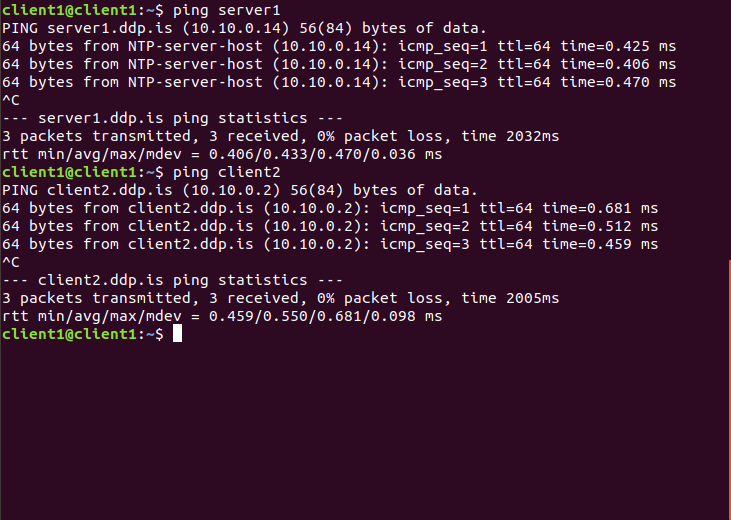 client1@client1:~$ ping server1
PING server1.ddp.is (10.10.0.14) 56(84) bytes of data.
64 bytes from NTP-server-host (10.10.0.14): icmp_seq=1 ttl=64 time=0.425 ms
64 bytes from NTP-server-host (10.10.0.14): icmp_seq=2 ttl=64 time=0.406 ms
64 bytes from NTP-server-host (10.10.0.14): icmp_seq=3 ttl=64 time=0.470 ms
^C
--- server1.ddp.is ping statistics ---
3 packets transmitted, 3 received, 0% packet loss, time 2032ms
rtt min/avg/max/mdev = 0.406/0.433/0.470/0.036 ms
client1@client1:~$ ping client2
PING client2.ddp.is (10.10.0.2) 56(84) bytes of data.
64 bytes from client2.ddp.is (10.10.0.2): icmp_seq=1 ttl=64 time=0.681 ms
64 bytes from client2.ddp.is (10.10.0.2): icmp_seq=2 ttl=64 time=0.512 ms
64 bytes from client2.ddp.is (10.10.0.2): icmp_seq=3 ttl=64 time=0.459 ms
^C
--- client2.ddp.is ping statistics ---
3 packets transmitted, 3 received, 0% packet loss, time 2005ms
rtt min/avg/max/mdev = 0.459/0.550/0.681/0.098 ms
client1@client1:~$